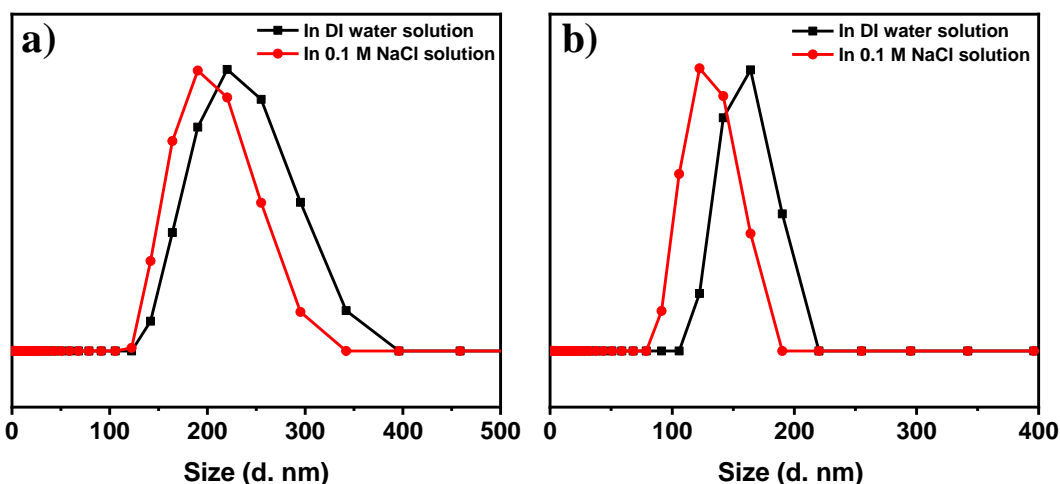 a)
In DI water solution
In 0.1 M NaCl solution
0 100 200 300 400 500
Size (d. nm)
b)
In DI water solution
In 0.1 M NaCl solution
0 100 200 300 400
Size (d. nm)